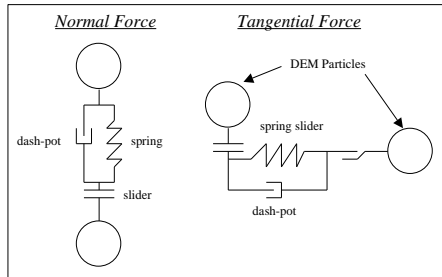 Normal Force
Tangential Force
DEM Particles
dash-pot
spring
slider
spring slider
dash-pot